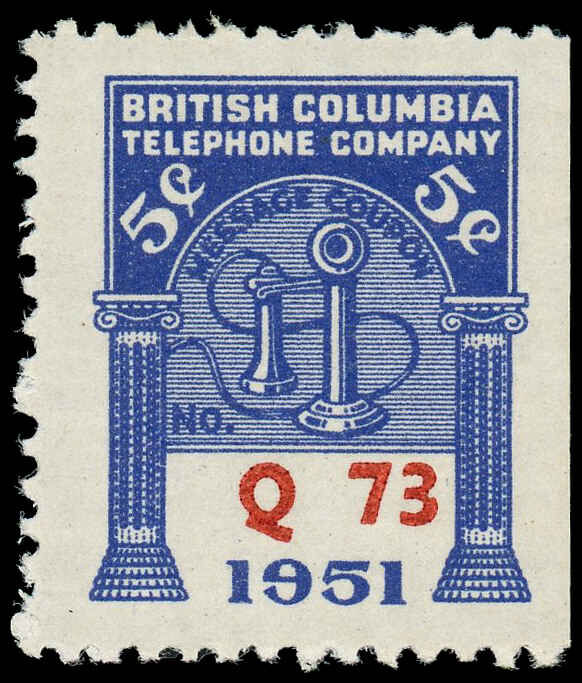 BRITISH COLUMBIA
TELEPHONE COMPANY
5¢ 5¢
MESSAGE COUPON
No.
Q 73
1951